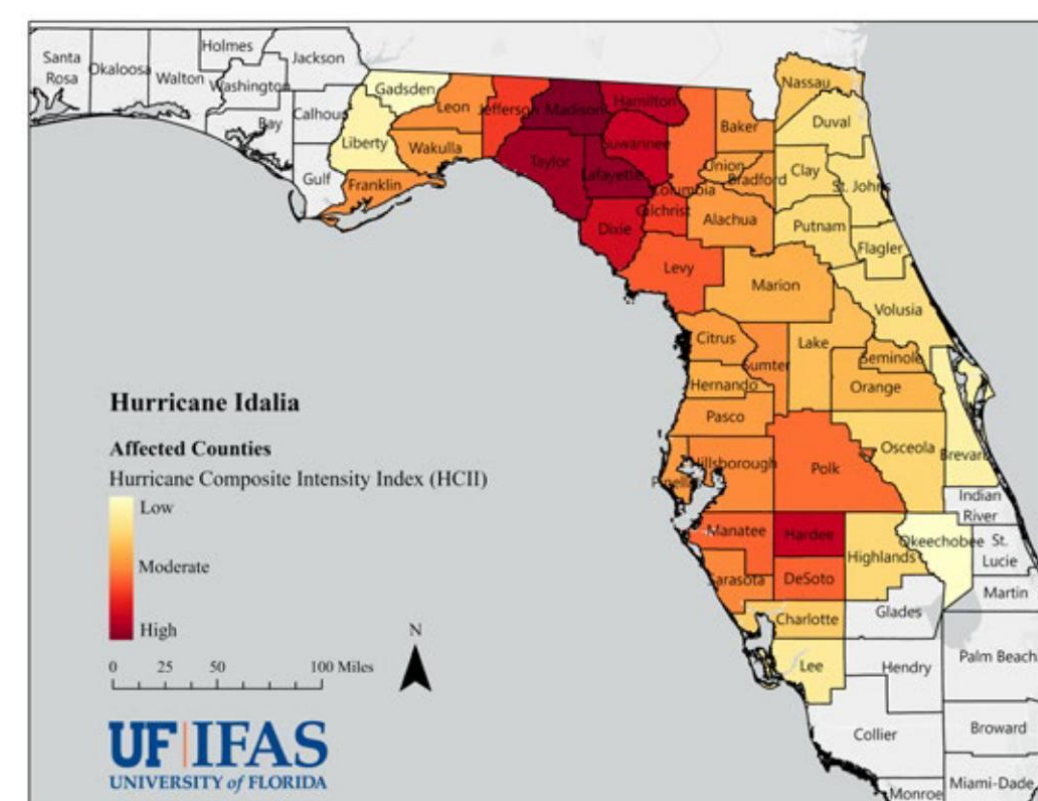 Holmes
Santa
Rosa
Okaloosa
Walton
Washington
Jackson
Calhoun
Bay
Gulf
Gadsden
Liberty
Franklin
Leon
Wakulla
Jefferson
Madison
Hamilton
Taylor
Suwannee
Lafayette
Dixie
Columbia
Gilchrist
Baker
Union
Bradford
Alachua
Nassau
Duval
Clay
St. Johns
Putnam
Flagler
Levy
Marion
Volusia
Citrus
Sumter
Lake
Seminole
Hernando
Orange
Pasco
Hillsborough
Pinellas
Polk
Osceola
Brevard
Indian
River
Manatee
Hardee
Highlands
Okeechobee
St.
Lucie
Sarasota
DeSoto
Martin
Charlotte
Glades
Lee
Hendry
Palm Beach
Collier
Broward
Monroe
Miami-Dade
Hurricane Idalia
Affected Counties
Hurricane Composite Intensity Index (HCII)
Low
Moderate
High
0 25 50 100 Miles
N
UF|IFAS
UNIVERSITY of FLORIDA